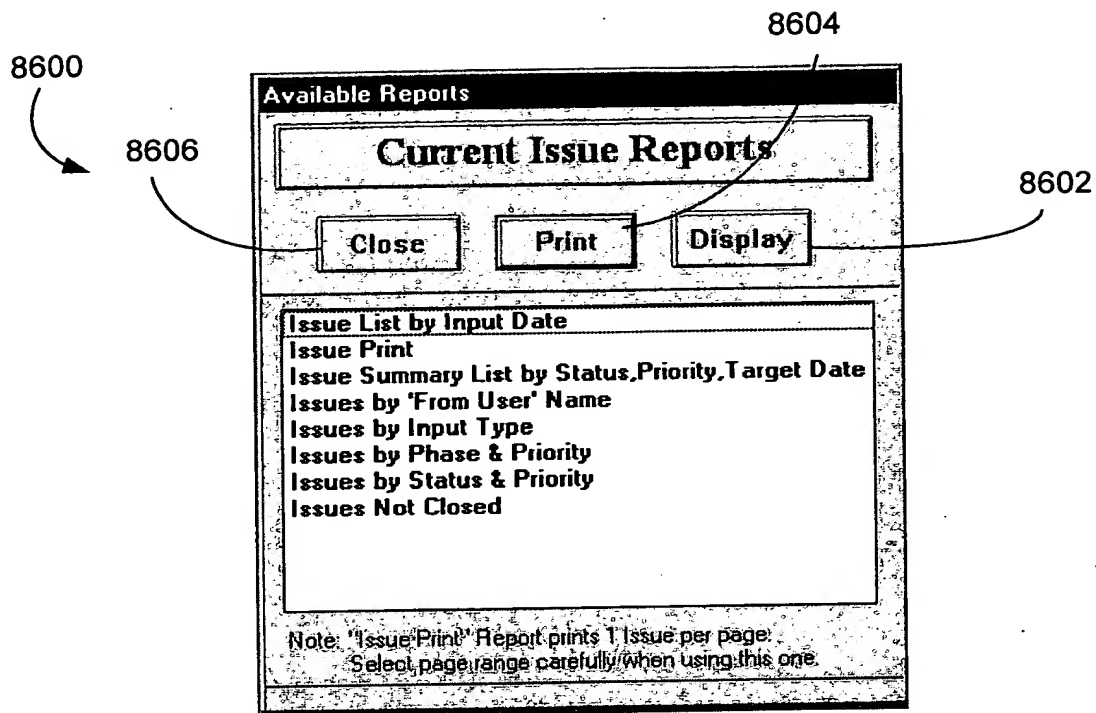 8604
8600
Available Reports
8606
Current Issue Reports
8602
Close Print Display
Issue List by Input Date
Issue Print
Issue Summary List by Status,Priority,Target Date
Issues by 'From User' Name
Issues by Input Type
Issues by Phase & Priority
Issues by Status & Priority
Issues Not Closed
Note: "Issue Print" Report prints 1 Issue per page.
Select page range carefully when using this one.